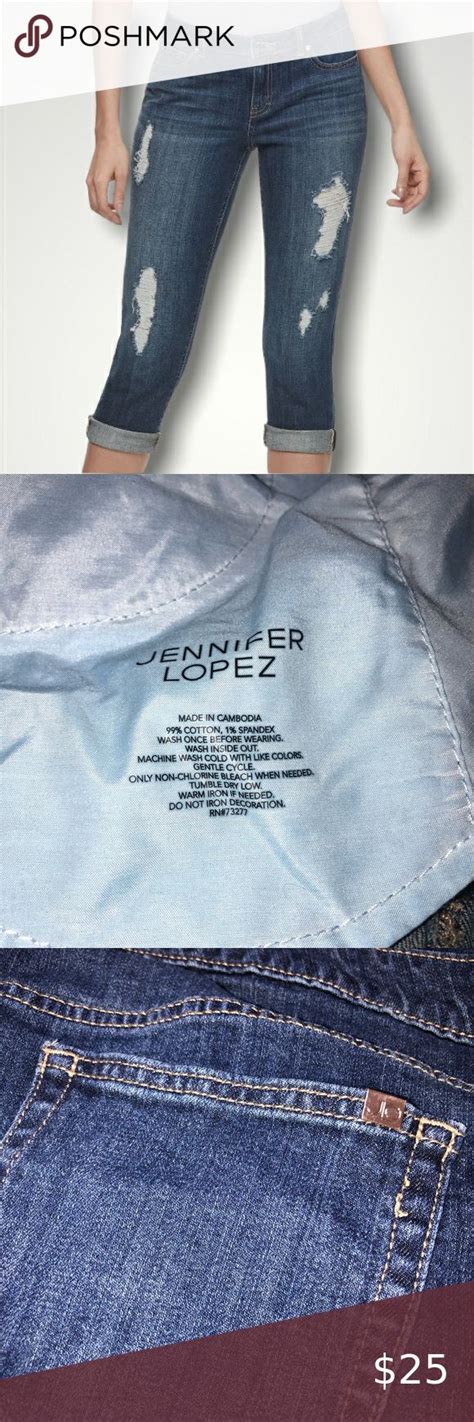 POSHMARK
JENNIFER
LOPEZ
MADE IN CAMBODIA
99% COTTON, 1% SPANDEX
WASH ONCE BEFORE WEARING.
WASH INSIDE OUT.
MACHINE WASH COLD WITH LIKE COLORS.
GENTLE CYCLE.
ONLY NON-CHLORINE BLEACH WHEN NEEDED.
TUMBLE DRY LOW.
WARM IRON IF NEEDED.
DO NOT IRON DECORATION.
RN#73277
$25